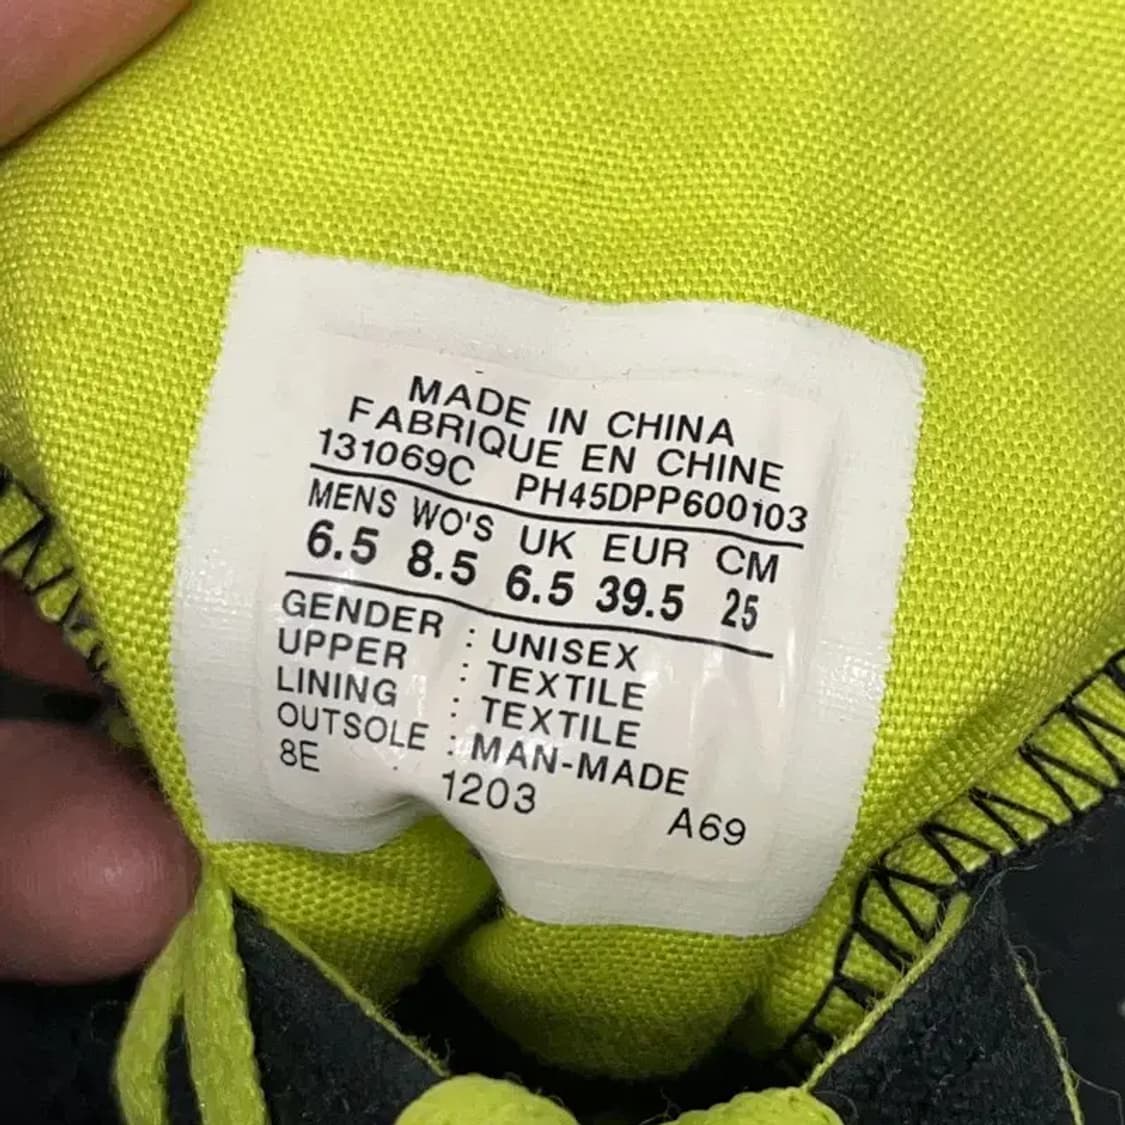 MADE IN CHINA
FABRIQUE EN CHINE
131069C PH45DPP600103
MENS WO'S UK EUR CM
6.5 8.5 6.5 39.5 25
GENDER : UNISEX
UPPER : TEXTILE
LINING : TEXTILE
OUTSOLE : MAN-MADE
8E 1203 A69